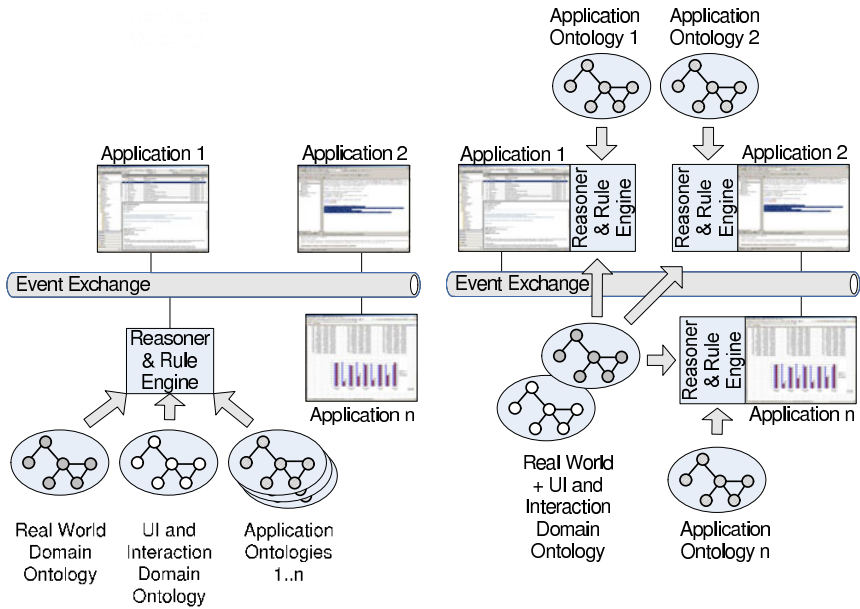 Application 1
Application 2
Event Exchange
Reasoner
& Rule
Engine
Application n
Real World
Domain
Ontology
UI and
Interaction
Domain
Ontology
Application
Ontologies
1..n
Application
Ontology 1
Application
Ontology 2
Application 1
Reasoner
& Rule
Engine
Reasoner
& Rule
Engine
Application 2
Event Exchange
Reasoner
& Rule
Engine
Application n
Real World
+ UI and
Interaction
Domain
Ontology
Application
Ontology n